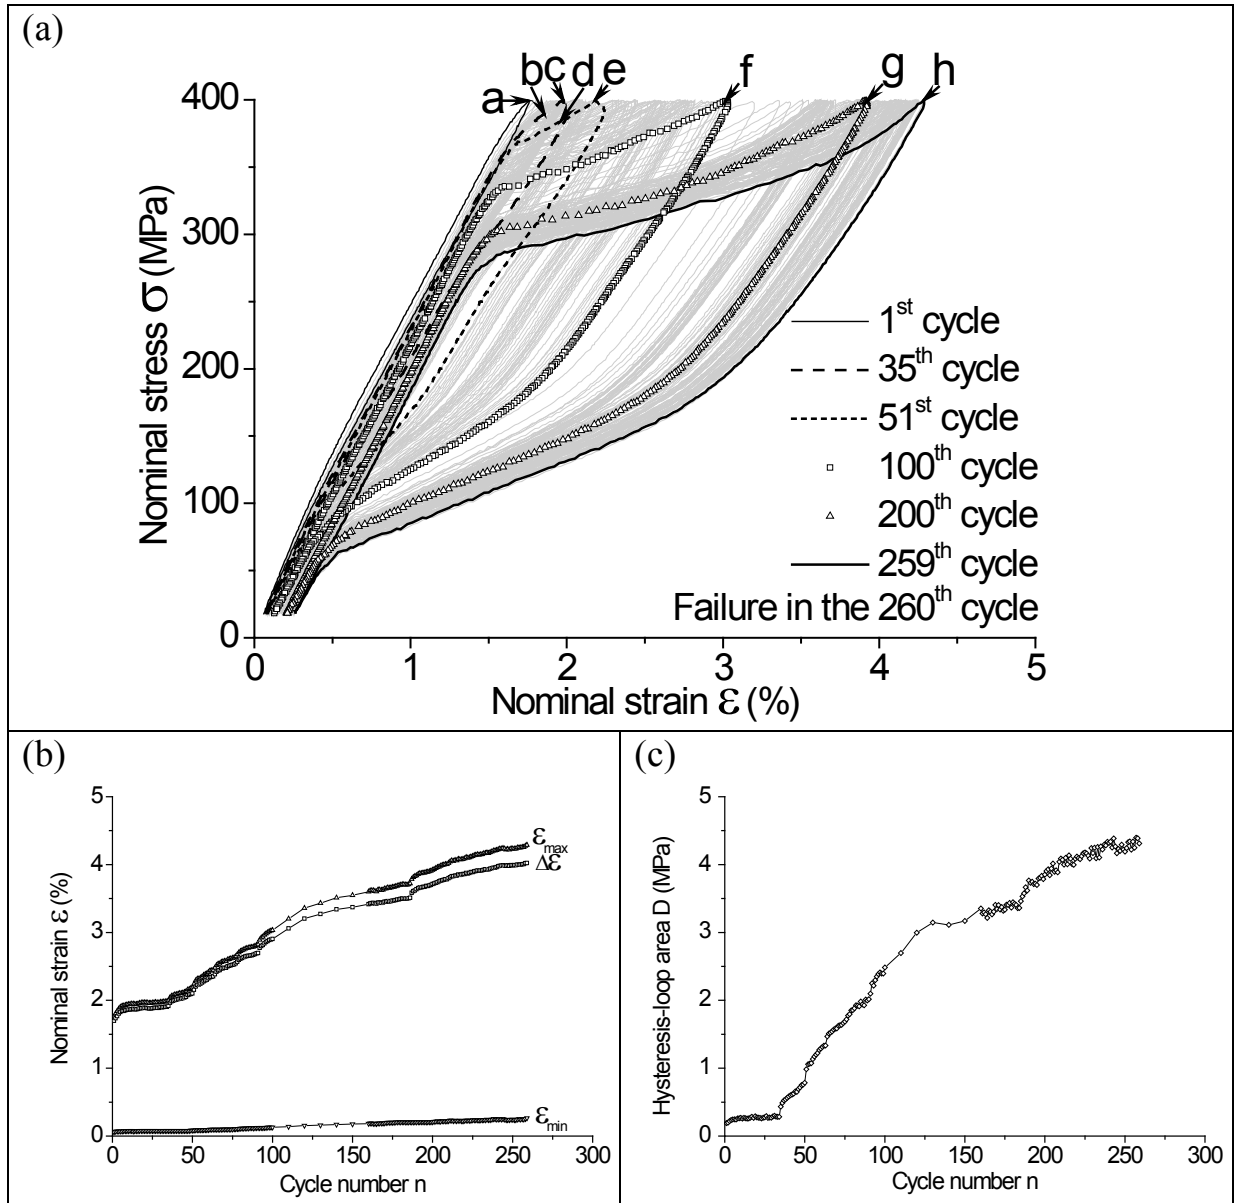 (a)
a b c d e f g h
400
300
200
100
0
Nominal stress σ (MPa)
1st cycle
35th cycle
51st cycle
100th cycle
200th cycle
259th cycle
Failure in the 260th cycle
0 1 2 3 4 5
Nominal strain ε (%)
(b)
5
4
3
2
1
0
Nominal strain ε (%)
εmax
Δε
εmin
0 50 100 150 200 250 300
Cycle number n
(c)
5
4
3
2
1
0
Hysteresis-loop area D (MPa)
0 50 100 150 200 250 300
Cycle number n